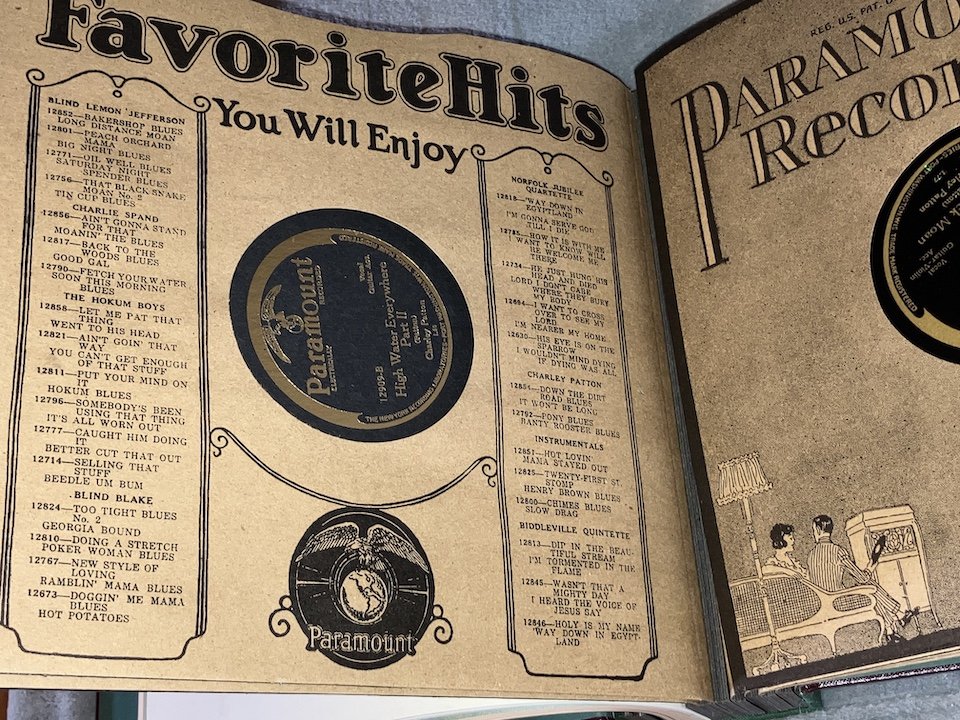 Favorite Hits
You Will Enjoy
BLIND LEMON JEFFERSON
12852—BAKERSHOP BLUES
LONG DISTANCE MOAN
12801—PEACH ORCHARD
MAMA
BIG NIGHT BLUES
12771—OIL WELL BLUES
SATURDAY NIGHT
SPENDER BLUES
12756—THAT BLACK SNAKE
MOAN No. 2
TIN CUP BLUES
CHARLIE SPAND
12856—AIN'T GONNA STAND
FOR THAT
MOANIN' THE BLUES
12817—BACK TO THE
WOODS BLUES
GOOD GAL
12790—FETCH YOUR WATER
SOON THIS MORNING
BLUES
THE HOKUM BOYS
12858—LET ME PAT THAT
THING
WENT TO HIS HEAD
12821—AIN'T GOIN' THAT
WAY
YOU CAN'T GET ENOUGH
OF THAT STUFF
12811—PUT YOUR MIND ON
IT
HOKUM BLUES
12796—SOMEBODY'S BEEN
USING THAT THING
IT'S ALL WORN OUT
12777—CAUGHT HIM DOING
IT
BETTER CUT THAT OUT
12714—SELLING THAT
STUFF
BEEDLE UM BUM
BLIND BLAKE
12824—TOO TIGHT BLUES
No. 2
GEORGIA BOUND
12810—DOING A STRETCH
POKER WOMAN BLUES
12767—NEW STYLE OF
LOVING
RAMBLIN' MAMA BLUES
12673—DOGGIN' ME MAMA
BLUES
HOT POTATOES
Paramount
ELECTRICALLY RECORDED
12909-B
Vocal
Guitar Acc.
High Water Everywhere
Part II
(Patton)
Charley Patton
Paramount
NORFOLK JUBILEE
QUARTETTE
12818—'WAY DOWN IN
EGYPTLAND
I'M GONNA SERVE GOD
TILL I DIE
12785—HOW IT IS WITH ME
WANT TO KNOW WILL
HE WELCOME ME
THERE
12734—HE JUST HUNG HIS
HEAD AND DIED
LORD I DON'T CARE
WHERE THEY BURY
MY BODY
I WANT TO CROSS
OVER TO SEE MY
LORD
I'M NEARER MY HOME
12630—HIS EYE IS ON THE
SPARROW
I WOULDN'T MIND DYING
IF DYING WAS ALL
CHARLEY PATTON
12854—DOWN THE DIRT
ROAD BLUES
IT WON'T BE LONG
12792—PONY BLUES
BANTY ROOSTER BLUES
INSTRUMENTALS
12851—HOT LOVIN'
MAMA STAYED OUT
12825—TWENTY-FIRST ST.
STOMP
HENRY BROWN BLUES
12800—CHIMES BLUES
SLOW DRAG
BIDDLEVILLE QUINTETTE
12813—DIP IN THE BEAU-
TIFUL STREAM
I'M TORMENTED IN THE
FLAME
12845—WASN'T THAT A
MIGHTY DAY
I HEARD THE VOICE OF
JESUS SAY
12846—HOLY IS MY NAME
'WAY DOWN IN EGYPT-
LAND
REG. U.S. PAT.
PARAMO
Recor
Moan
Patton